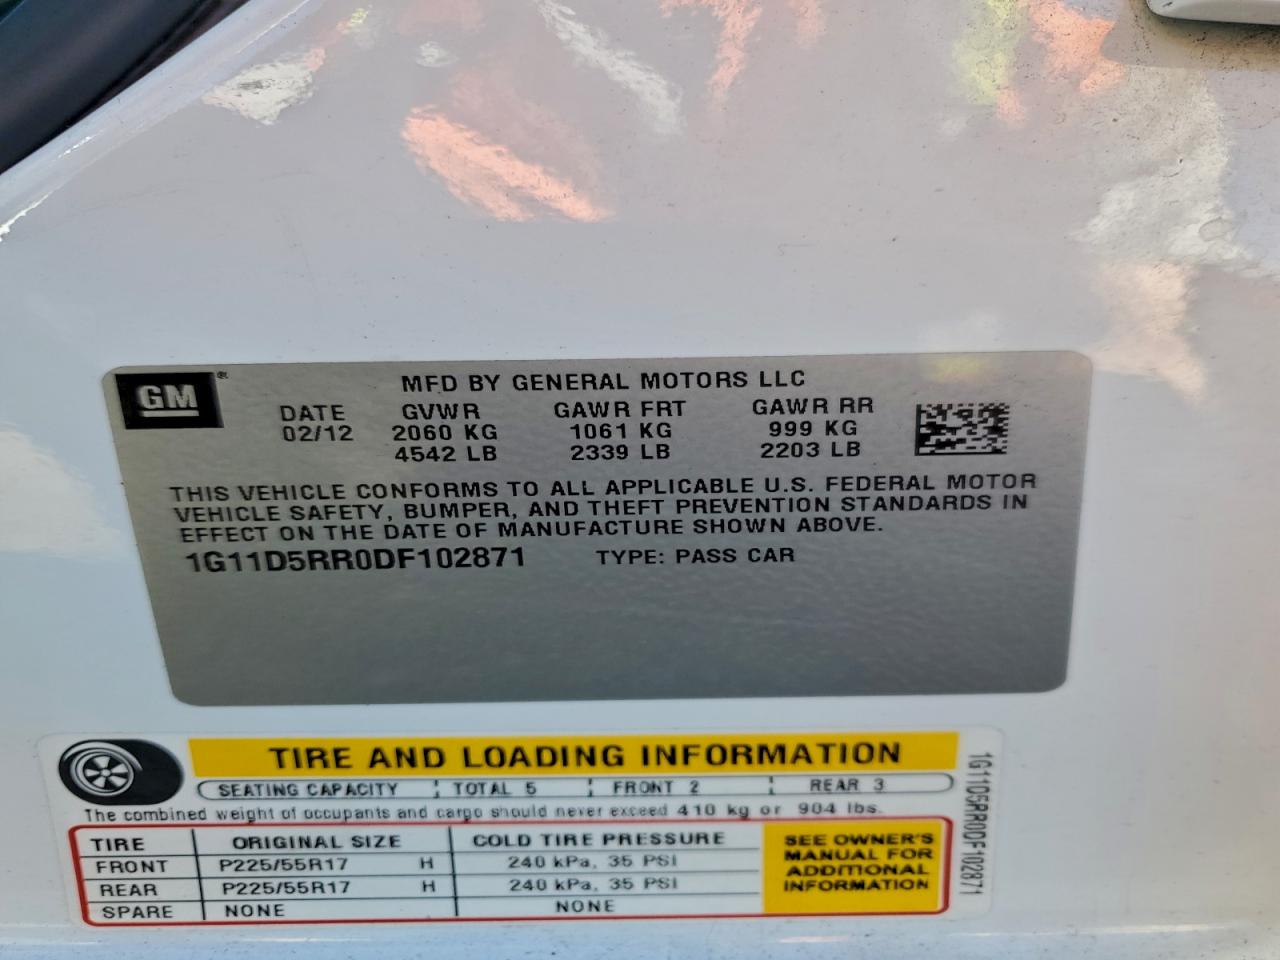 GM ®
MFD BY GENERAL MOTORS LLC
DATE GVWR GAWR FRT GAWR RR
02/12 2060 KG 1061 KG 999 KG
4542 LB 2339 LB 2203 LB
THIS VEHICLE CONFORMS TO ALL APPLICABLE U.S. FEDERAL MOTOR
VEHICLE SAFETY, BUMPER, AND THEFT PREVENTION STANDARDS IN
EFFECT ON THE DATE OF MANUFACTURE SHOWN ABOVE.
1G11D5RR0DF102871 TYPE: PASS CAR
TIRE AND LOADING INFORMATION
SEATING CAPACITY TOTAL 5 FRONT 2 REAR 3
The combined weight of occupants and cargo should never exceed 410 kg or 904 lbs.
TIRE ORIGINAL SIZE COLD TIRE PRESSURE
FRONT P225/55R17 H 240 kPa, 35 PSI
REAR P225/55R17 H 240 kPa, 35 PSI
SPARE NONE NONE
SEE OWNER'S
MANUAL FOR
ADDITIONAL
INFORMATION
1G11D5RR0DF102871